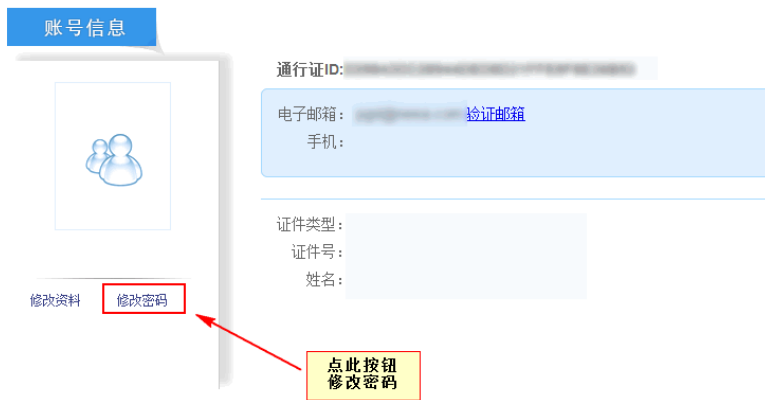 账号信息
通行证ID:
电子邮箱： 验证邮箱
手机：
证件类型：
证件号：
姓名：
修改资料 修改密码
点此按钮
修改密码